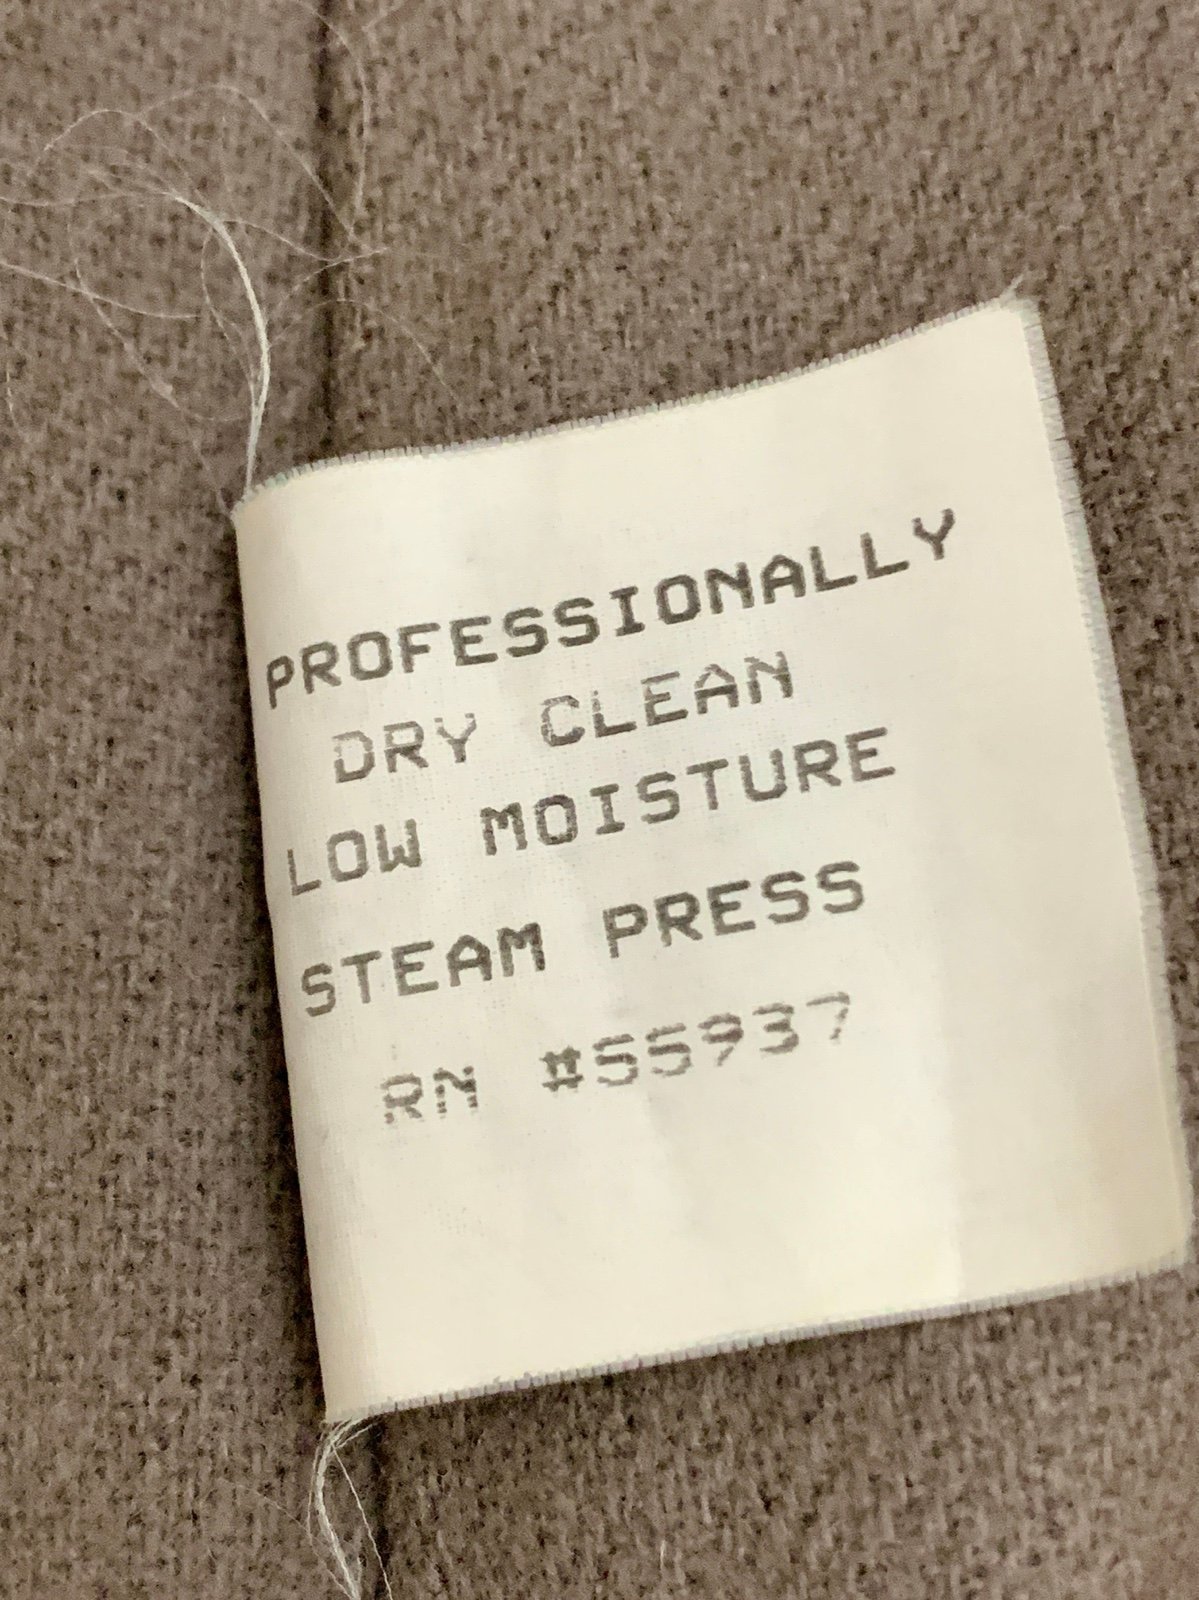 PROFESSIONALLY
DRY CLEAN
LOW MOISTURE
STEAM PRESS
RN #55937